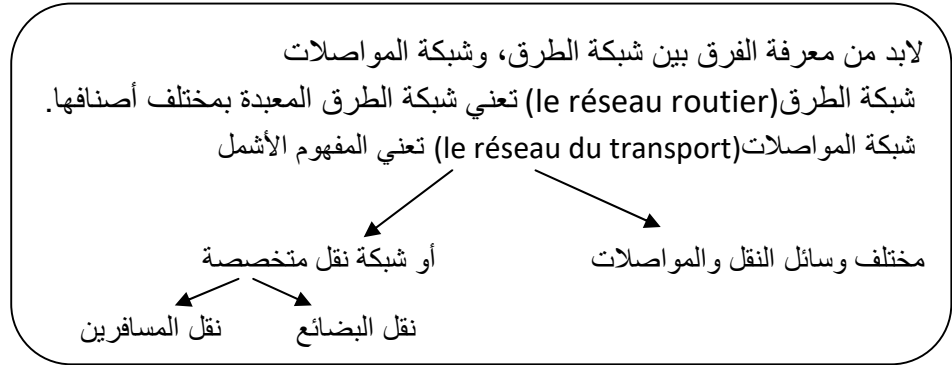 لابد من معرفة الفرق بين شبكة الطرق، وشبكة المواصلات
شبكة الطرق(le réseau routier) تعني شبكة الطرق المعبدة بمختلف أصنافها.
شبكة المواصلات(le réseau du transport) تعني المفهوم الأشمل
مختلف وسائل النقل والمواصلات أو شبكة نقل متخصصة
نقل البضائع نقل المسافرين